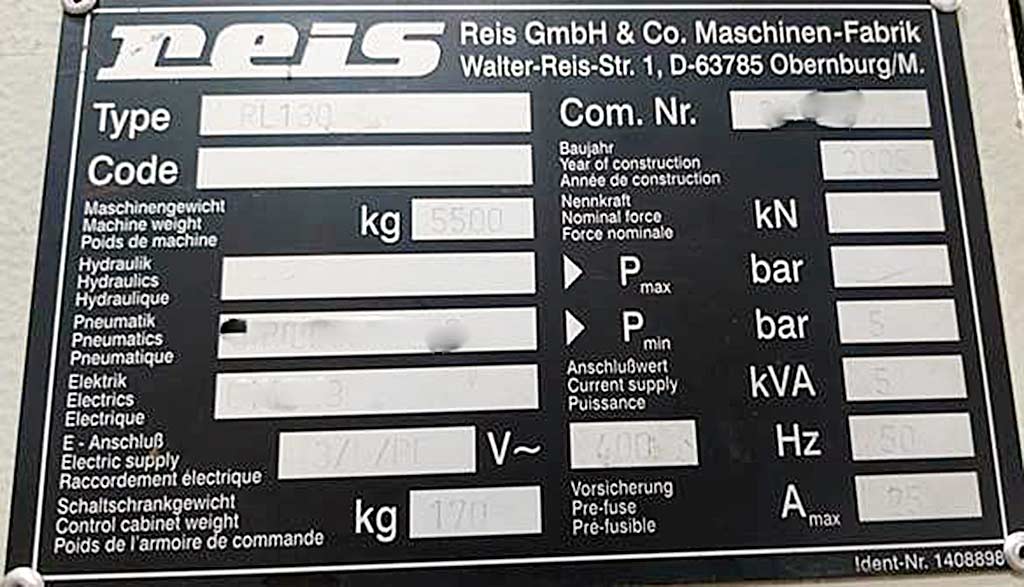 reis
Reis GmbH & Co. Maschinen-Fabrik
Walter-Reis-Str. 1, D-63785 Obernburg/M.
Type RL130
Com. Nr.
Code
Baujahr
Year of construction
Année de construction
Maschinengewicht
Machine weight
Poids de machine
kg 5500
Nennkraft
Nominal force
Force nominale
kN
Hydraulik
Hydraulics
Hydraulique
P max bar
Pneumatik
Pneumatics
Pneumatique
P min bar 5
Elektrik
Electrics
Electrique
Anschlußwert
Current supply
Puissance
kVA 5
E - Anschluß
Electric supply
Raccordement électrique
V~ 400
Hz 50
Schaltschrankgewicht
Control cabinet weight
Poids de l'armoire de commande
kg 170
Vorsicherung
Pre-fuse
Pré-fusible
A max
Ident-Nr. 1408898